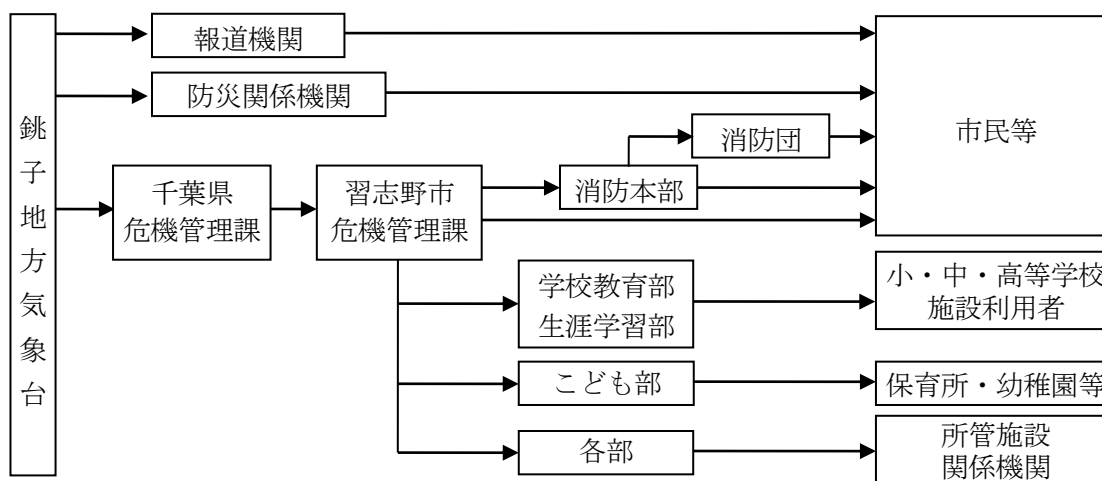 銚子地方気象台
報道機関
防災関係機関
千葉県
危機管理課
習志野市
危機管理課
消防団
消防本部
市民等
学校教育部
生涯学習部
小・中・高等学校
施設利用者
こども部
保育所・幼稚園等
各部
所管施設
関係機関